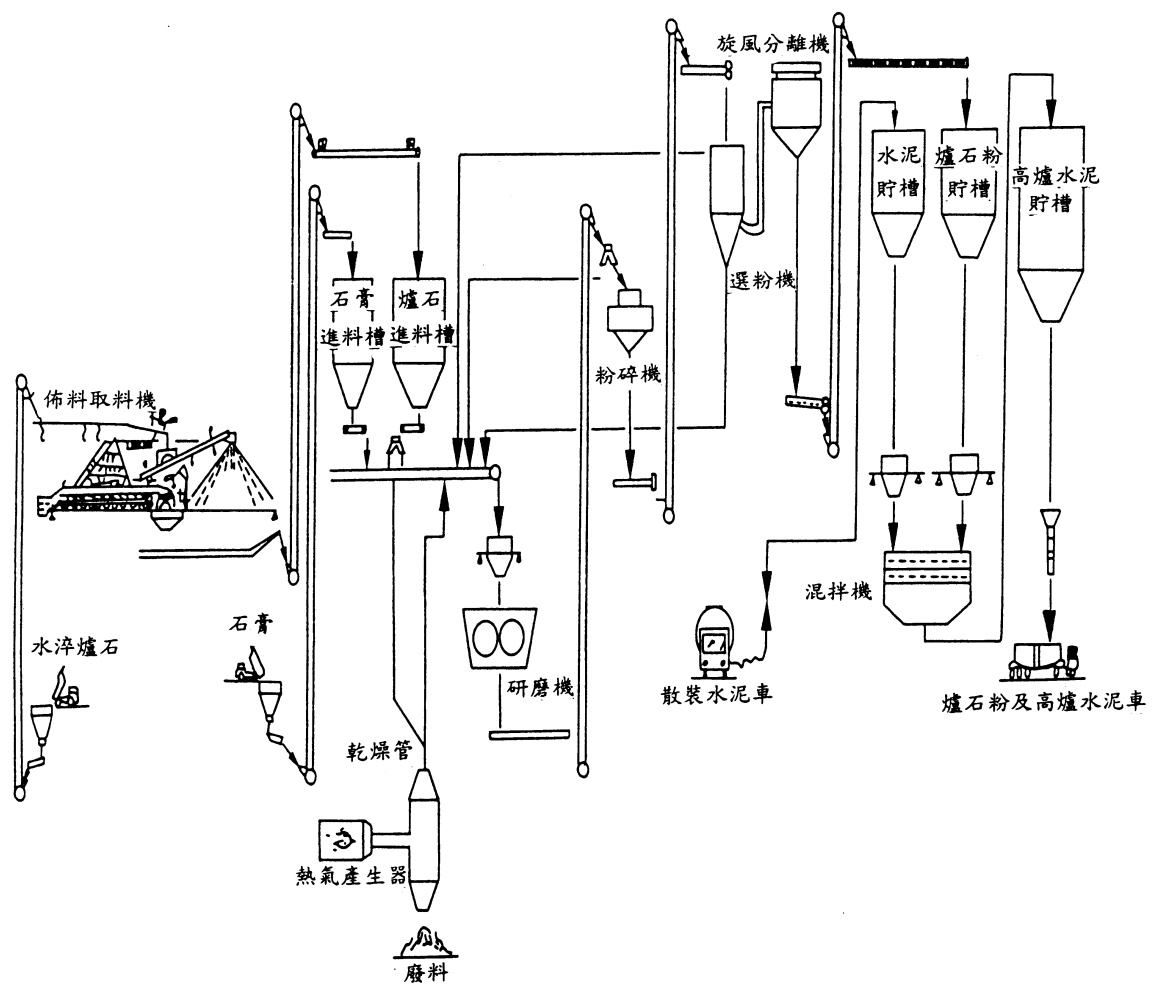 旋風分離機
水泥
貯槽
爐石粉
貯槽
高爐水泥
貯槽
選粉機
石膏
進料槽
爐石
進料槽
粉碎機
佈料取料機
混拌機
石膏
水淬爐石
研磨機
散裝水泥車
爐石粉及高爐水泥車
乾燥管
熱氣產生器
廢料